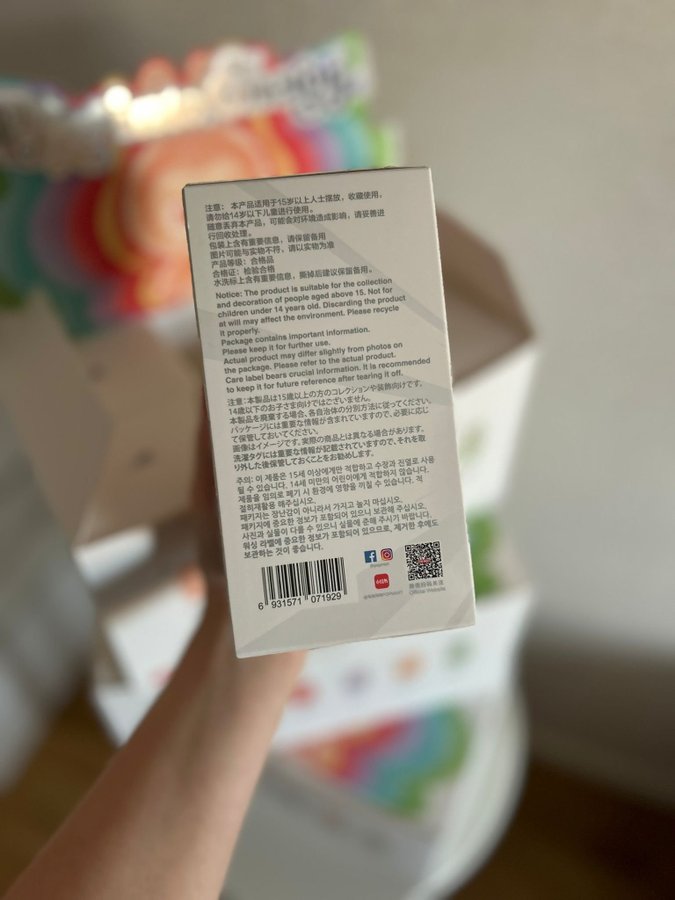 注意： 本产品适用于15岁以上人士摆放，收藏使用。
请勿给14岁以下儿童进行使用。
随意丢弃本产品，可能会对环境造成影响，请妥善进
行回收处理。
包装上含有重要信息，请保留备用
图片可能与实物不符，请以实物为准
产品等级：合格品
合格证：检验合格
水洗标上含有重要信息，撕掉后建议保留备用。
Notice: The product is suitable for the collection
and decoration of people aged above 15. Not for
children under 14 years old. Discarding the product
at will may affect the environment. Please recycle
it properly.
Package contains important information.
Please keep it for further use.
Actual product may differ slightly from photos on
the package. Please refer to the actual product.
Care label bears crucial information. It is recommended
to keep it for future reference after tearing it off.
注意：本製品は15歳以上の方のコレクションや装飾向けです。
14歳以下のお子さま向けではございません。
本製品を廃棄する場合、各自治体の分別方法に従ってください。
パッケージには重要な情報が含まれていますので、必要に応じ
て保管しておいてください。
画像はイメージです。実際の商品とは異なる場合があります。
洗濯タグには重要な情報が記載されていますので、それを取
り外した後保管しておくことをお勧めします。
주의: 이 제품은 15세 이상에게만 적합하고 수장과 진열로 사용
될 수 있습니다. 14세 미만의 어린이에게 적합하지 않습니다.
제품을 임의로 폐기 시 환경에 영향을 끼칠 수 있습니다. 적
절히재활용 해주십시오.
패키지는 장난감이 아니라서 가지고 놀지 마십시오.
패키지에 중요한 정보가 포함되어 있으니 보관해 주십시오.
사진과 실물이 다를 수 있으니 실물에 준해 주시기 바랍니다.
워싱 라벨에 중요한 정보가 포함되어 있으므로, 제거한 후에도
보관하는 것이 좋습니다.
6 931571 071929
小红书
Official Website